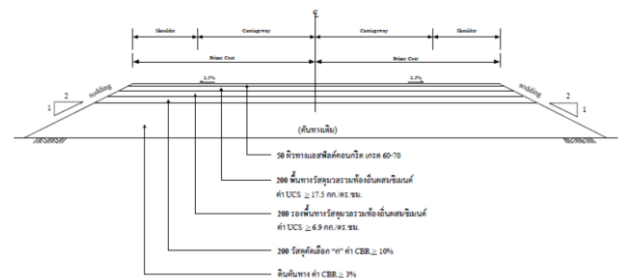 ℄
Shoulder Carriageway Carriageway Shoulder
Prime Coat Prime Coat
sodding 2 1 1.5% 1.5% sodding 2 1
(คันทางเดิม)
50 ผิวทางแอสฟัลต์คอนกรีต เกรด 60-70
200 พื้นทางวัสดุมวลรวมท้องถิ่นผสมซีเมนต์
ค่า UCS ≥ 17.5 กก./ตร.ซม.
200 รองพื้นทางวัสดุมวลรวมท้องถิ่นผสมซีเมนต์
ค่า UCS ≥ 6.9 กก./ตร.ซม.
200 วัสดุคัดเลือก "ก" ค่า CBR ≥ 10%
ดินคันทาง ค่า CBR ≥ 3%